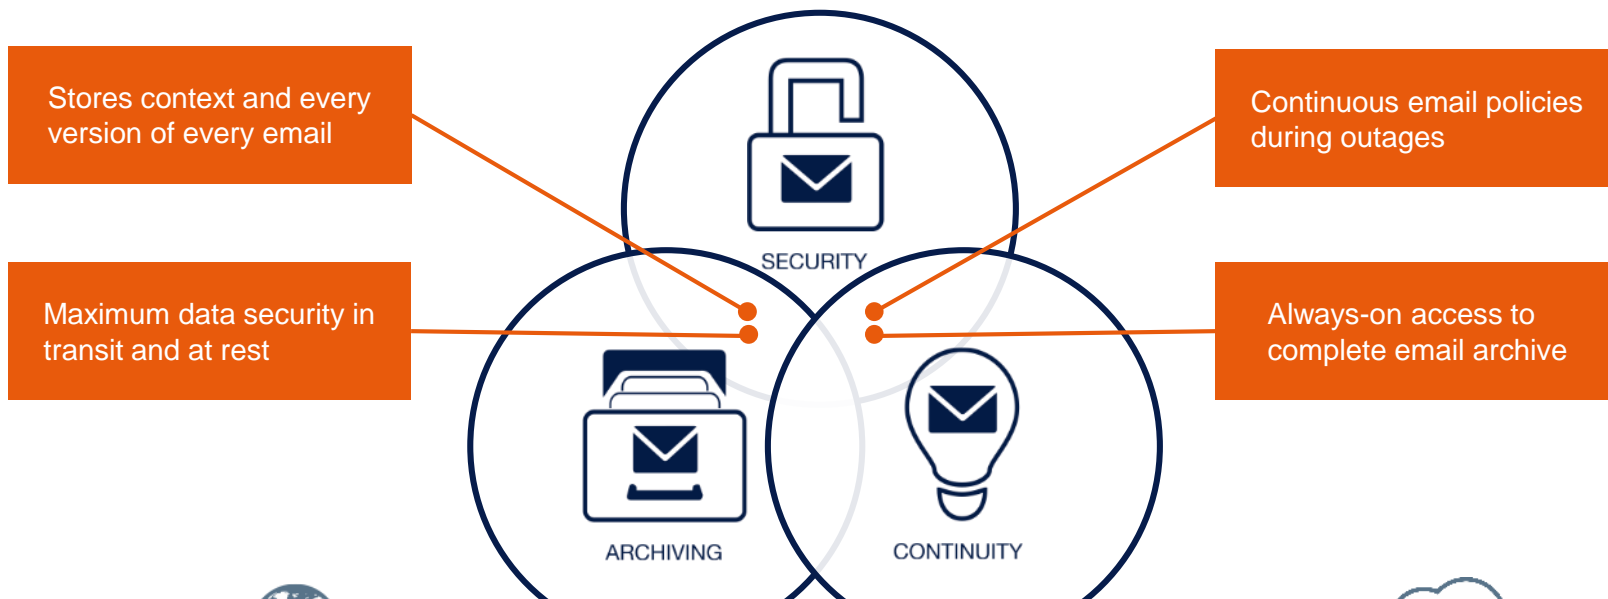 Stores context and every
version of every email
Continuous email policies
during outages
SECURITY
Maximum data security in
transit and at rest
Always-on access to
complete email archive
ARCHIVING
CONTINUITY